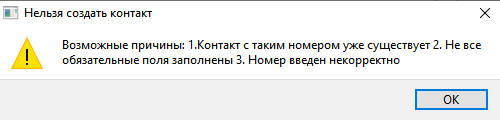 Нельзя создать контакт
Возможные причины: 1.Контакт с таким номером уже существует 2. Не все
обязательные поля заполнены 3. Номер введен некорректно
OK